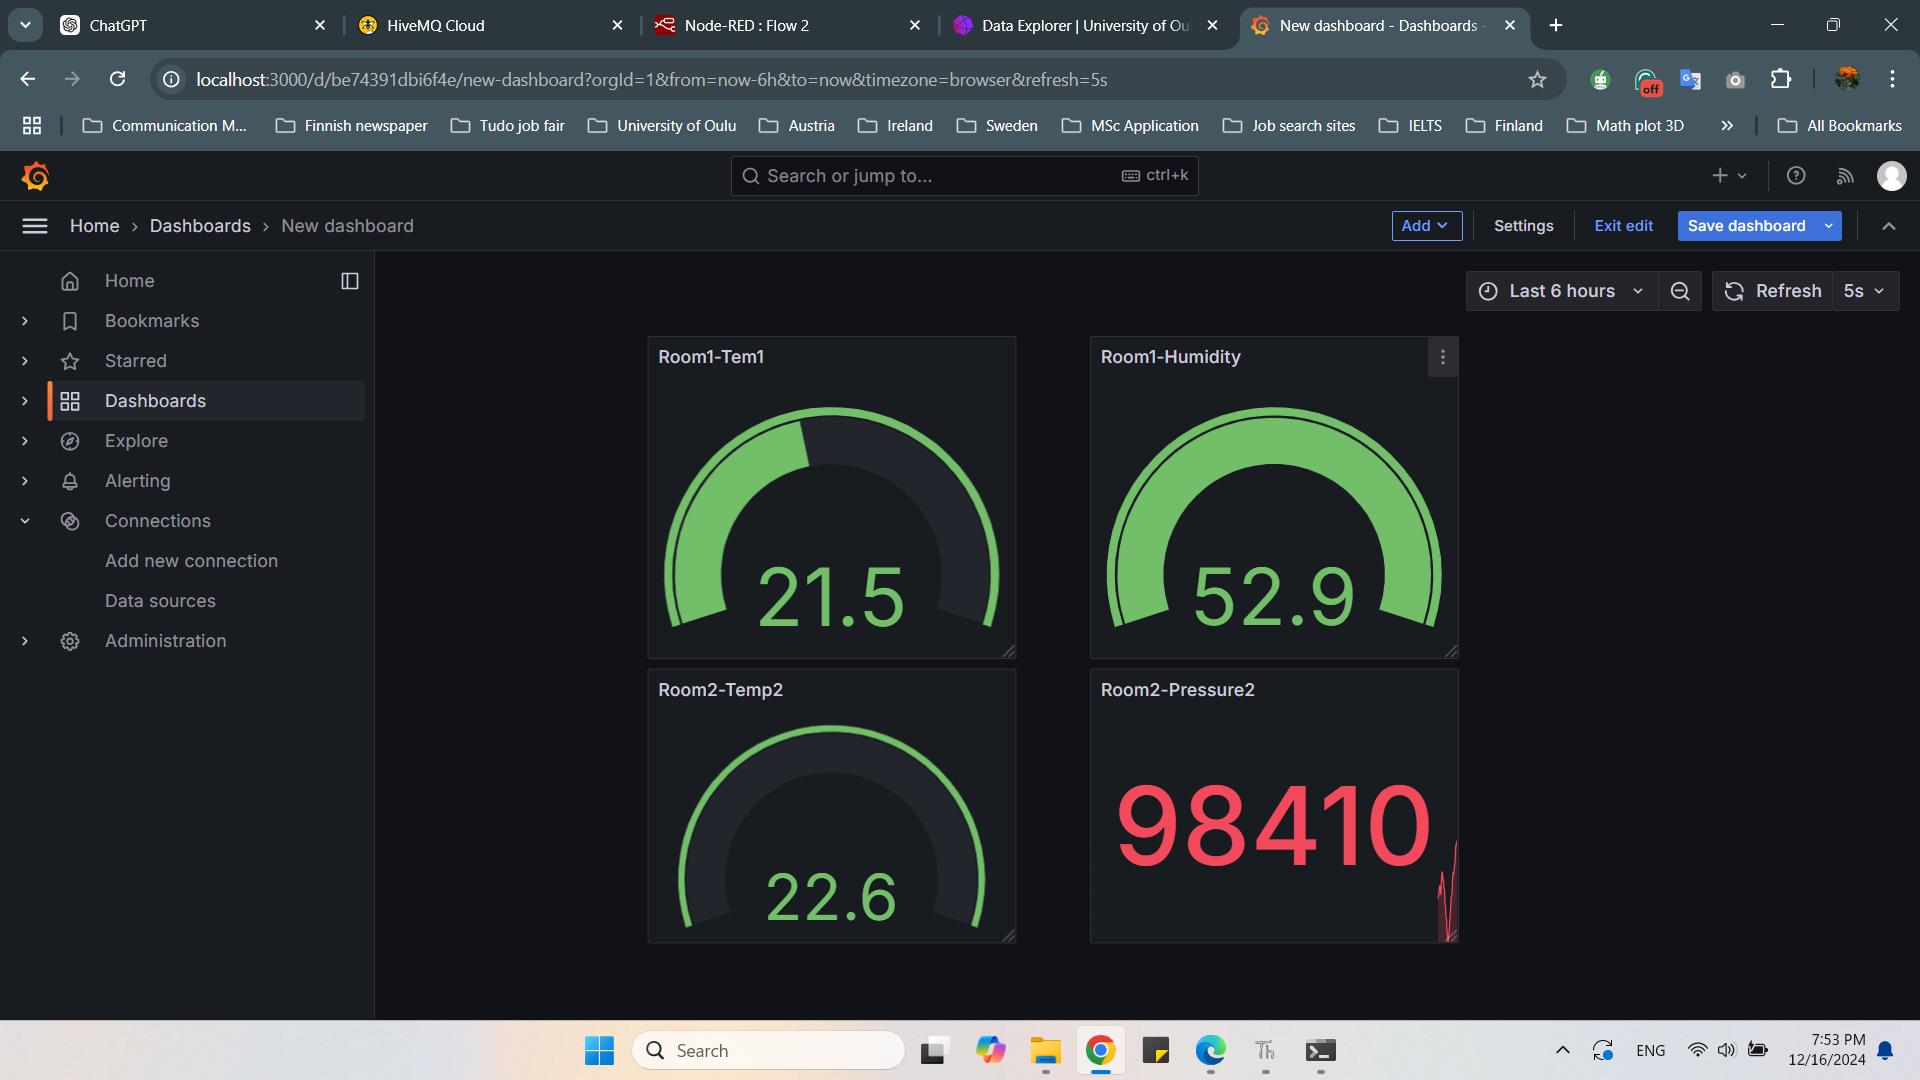 ChatGPT
HiveMQ Cloud
Node-RED : Flow 2
Data Explorer | University of Ou
New dashboard - Dashboards -
localhost:3000/d/be74391dbi6f4e/new-dashboard?orgId=1&from=now-6h&to=now&timezone=browser&refresh=5s
off
Communication M...
Finnish newspaper
Tudo job fair
University of Oulu
Austria
Ireland
Sweden
MSc Application
Job search sites
IELTS
Finland
Math plot 3D
All Bookmarks
Search or jump to...
ctrl+k
Home › Dashboards › New dashboard
Add
Settings
Exit edit
Save dashboard
Home
Bookmarks
Starred
Dashboards
Explore
Alerting
Connections
Add new connection
Data sources
Administration
Last 6 hours
Refresh
5s
Room1-Tem1
21.5
Room1-Humidity
52.9
Room2-Temp2
22.6
Room2-Pressure2
98410
Search
Th
ENG
7:53 PM
12/16/2024